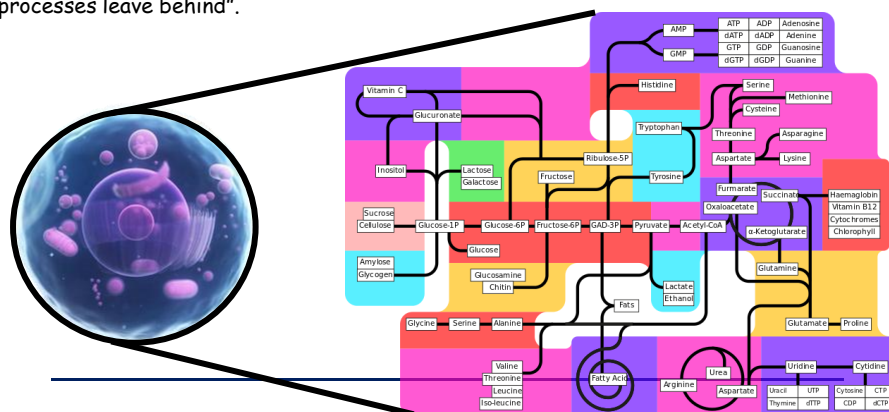 processes leave behind".
AMP
ATP ADP Adenosine
dATP dADP Adenine
GMP
GTP GDP Guanosine
dGTP dGDP Guanine
Vitamin C
Histidine
Serine
Methionine
Cysteine
Glucuronate
Tryptophan
Threonine
Asparagine
Inositol
Lactose
Galactose
Ribulose-5P
Aspartate
Lysine
Fructose
Tyrosine
Furmarate
Succinate
Haemaglobin
Oxaloacetate
Vitamin B12
Sucrose
Cytochromes
Cellulose
Glucose-1P
Glucose-6P
Fructose-6P
GAD-3P
Pyruvate
Acetyl-CoA
α-Ketoglutarate
Chlorophyll
Glucose
Amylose
Glycogen
Glucosamine
Chitin
Glutamine
Lactate
Ethanol
Fats
Glycine
Serine
Alanine
Glutamate
Proline
Valine
Threonine
Leucine
Iso-leucine
Fatty Acid
Urea
Arginine
Aspartate
Uridine
Cytidine
Uracil UTP
Cytosine CTP
Thymine dTTP
CDP dCTP